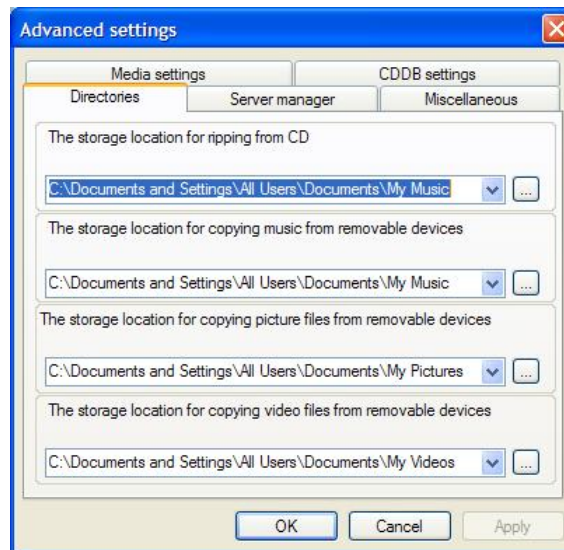 Advanced settings
Media settings
CDDB settings
Directories
Server manager
Miscellaneous
The storage location for ripping from CD
C:\Documents and Settings\All Users\Documents\My Music
...
The storage location for copying music from removable devices
C:\Documents and Settings\All Users\Documents\My Music
...
The storage location for copying picture files from removable devices
C:\Documents and Settings\All Users\Documents\My Pictures
...
The storage location for copying video files from removable devices
C:\Documents and Settings\All Users\Documents\My Videos
...
OK
Cancel
Apply